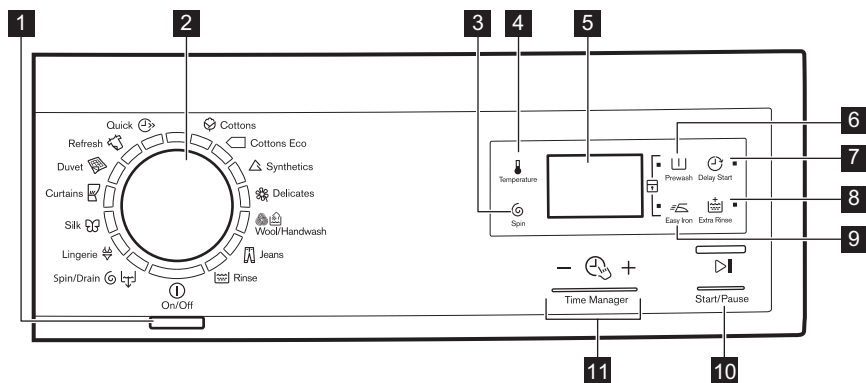 1
2
3
4
5
6
7
8
9
10
11
Quick
Refresh
Duvet
Curtains
Silk
Lingerie
Spin/Drain
On/Off
Cottons
Cottons Eco
Synthetics
Delicates
Wool/Handwash
Jeans
Rinse
Temperature
Spin
Prewash
Delay Start
Easy Iron
Extra Rinse
Time Manager
Start/Pause